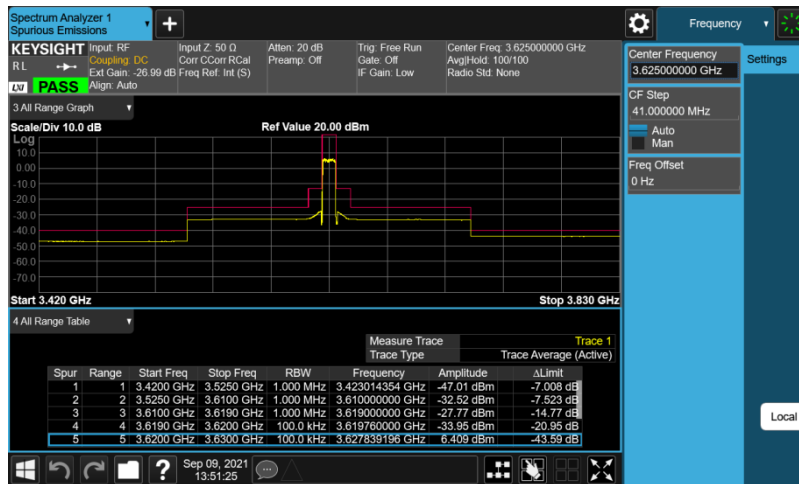 Spectrum Analyzer 1
Spurious Emissions
Frequency
KEYSIGHT Input: RF Input Z: 50 Ω Atten: 20 dB Trig: Free Run Center Freq: 3.625000000 GHz
RL Coupling: DC Corr CCorr RCal Preamp: Off Gate: Off Avg|Hold: 100/100
Ext Gain: -26.99 dB Freq Ref: Int (S) IF Gain: Low Radio Std: None
LXI PASS Align: Auto
Center Frequency
3.625000000 GHz
Settings
CF Step
41.000000 MHz
Auto
Man
Freq Offset
0 Hz
3 All Range Graph
Scale/Div 10.0 dB Ref Value 20.00 dBm
Log
10.0
0.00
-10.0
-20.0
-30.0
-40.0
-50.0
-60.0
-70.0
Start 3.420 GHz Stop 3.830 GHz
4 All Range Table
Measure Trace Trace 1
Trace Type Trace Average (Active)
Spur Range Start Freq Stop Freq RBW Frequency Amplitude ΔLimit
1 1 3.4200 GHz 3.5250 GHz 1.000 MHz 3.423014354 GHz -47.01 dBm -7.008 dB
2 2 3.5250 GHz 3.6100 GHz 1.000 MHz 3.610000000 GHz -32.52 dBm -7.523 dB
3 3 3.6100 GHz 3.6190 GHz 1.000 MHz 3.619000000 GHz -27.77 dBm -14.77 dB
4 4 3.6190 GHz 3.6200 GHz 100.0 kHz 3.619760000 GHz -33.95 dBm -20.95 dB
5 5 3.6200 GHz 3.6300 GHz 100.0 kHz 3.627839196 GHz 6.409 dBm -43.59 dB
Local
Sep 09, 2021
13:51:25